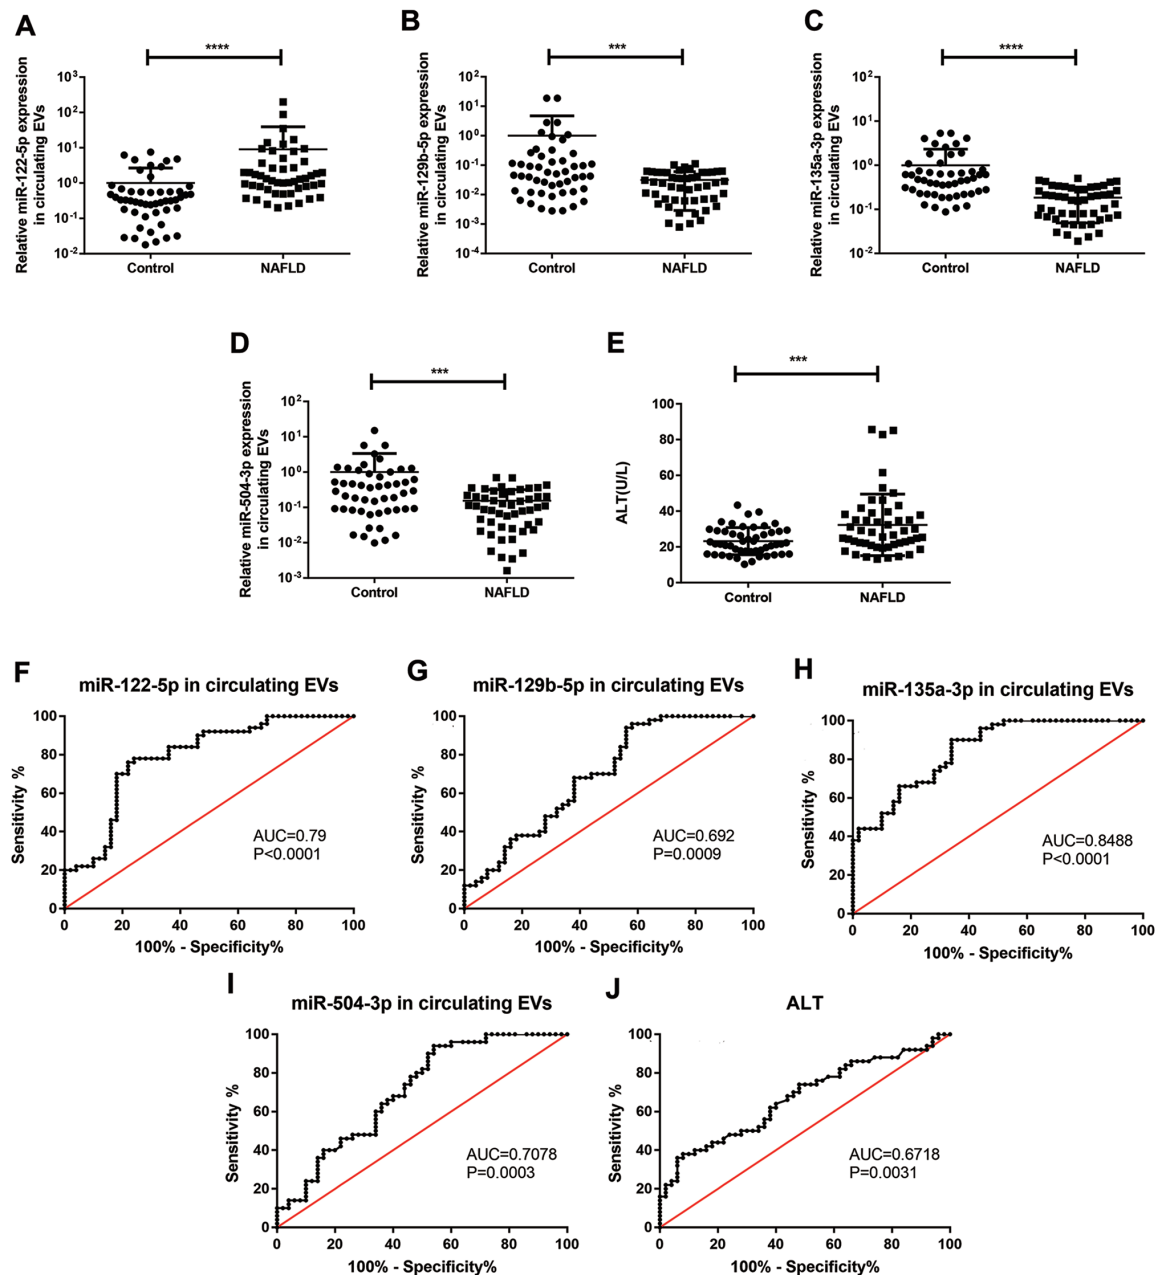 A
****
Relative miR-122-5p expression
in circulating EVs
10³
10²
10¹
10⁰
10⁻¹
10⁻²
Control
NAFLD
B
***
Relative miR-129b-5p expression
in circulating EVs
10²
10¹
10⁰
10⁻¹
10⁻²
10⁻³
10⁻⁴
Control
NAFLD
C
****
Relative miR-135a-3p expression
in circulating EVs
10²
10¹
10⁰
10⁻¹
10⁻²
Control
NAFLD
D
***
Relative miR-504-3p expression
in circulating EVs
10²
10¹
10⁰
10⁻¹
10⁻²
10⁻³
Control
NAFLD
E
***
ALT(U/L)
100
80
60
40
20
0
Control
NAFLD
F
miR-122-5p in circulating EVs
Sensitivity %
100
80
60
40
20
0
AUC=0.79
P<0.0001
0 20 40 60 80 100
100% - Specificity%
G
miR-129b-5p in circulating EVs
Sensitivity %
100
80
60
40
20
0
AUC=0.692
P=0.0009
0 20 40 60 80 100
100% - Specificity%
H
miR-135a-3p in circulating EVs
Sensitivity %
100
80
60
40
20
0
AUC=0.8488
P<0.0001
0 20 40 60 80 100
100% - Specificity%
I
miR-504-3p in circulating EVs
Sensitivity %
100
80
60
40
20
0
AUC=0.7078
P=0.0003
0 20 40 60 80 100
100% - Specificity%
J
ALT
Sensitivity %
100
80
60
40
20
0
AUC=0.6718
P=0.0031
0 20 40 60 80 100
100% - Specificity%